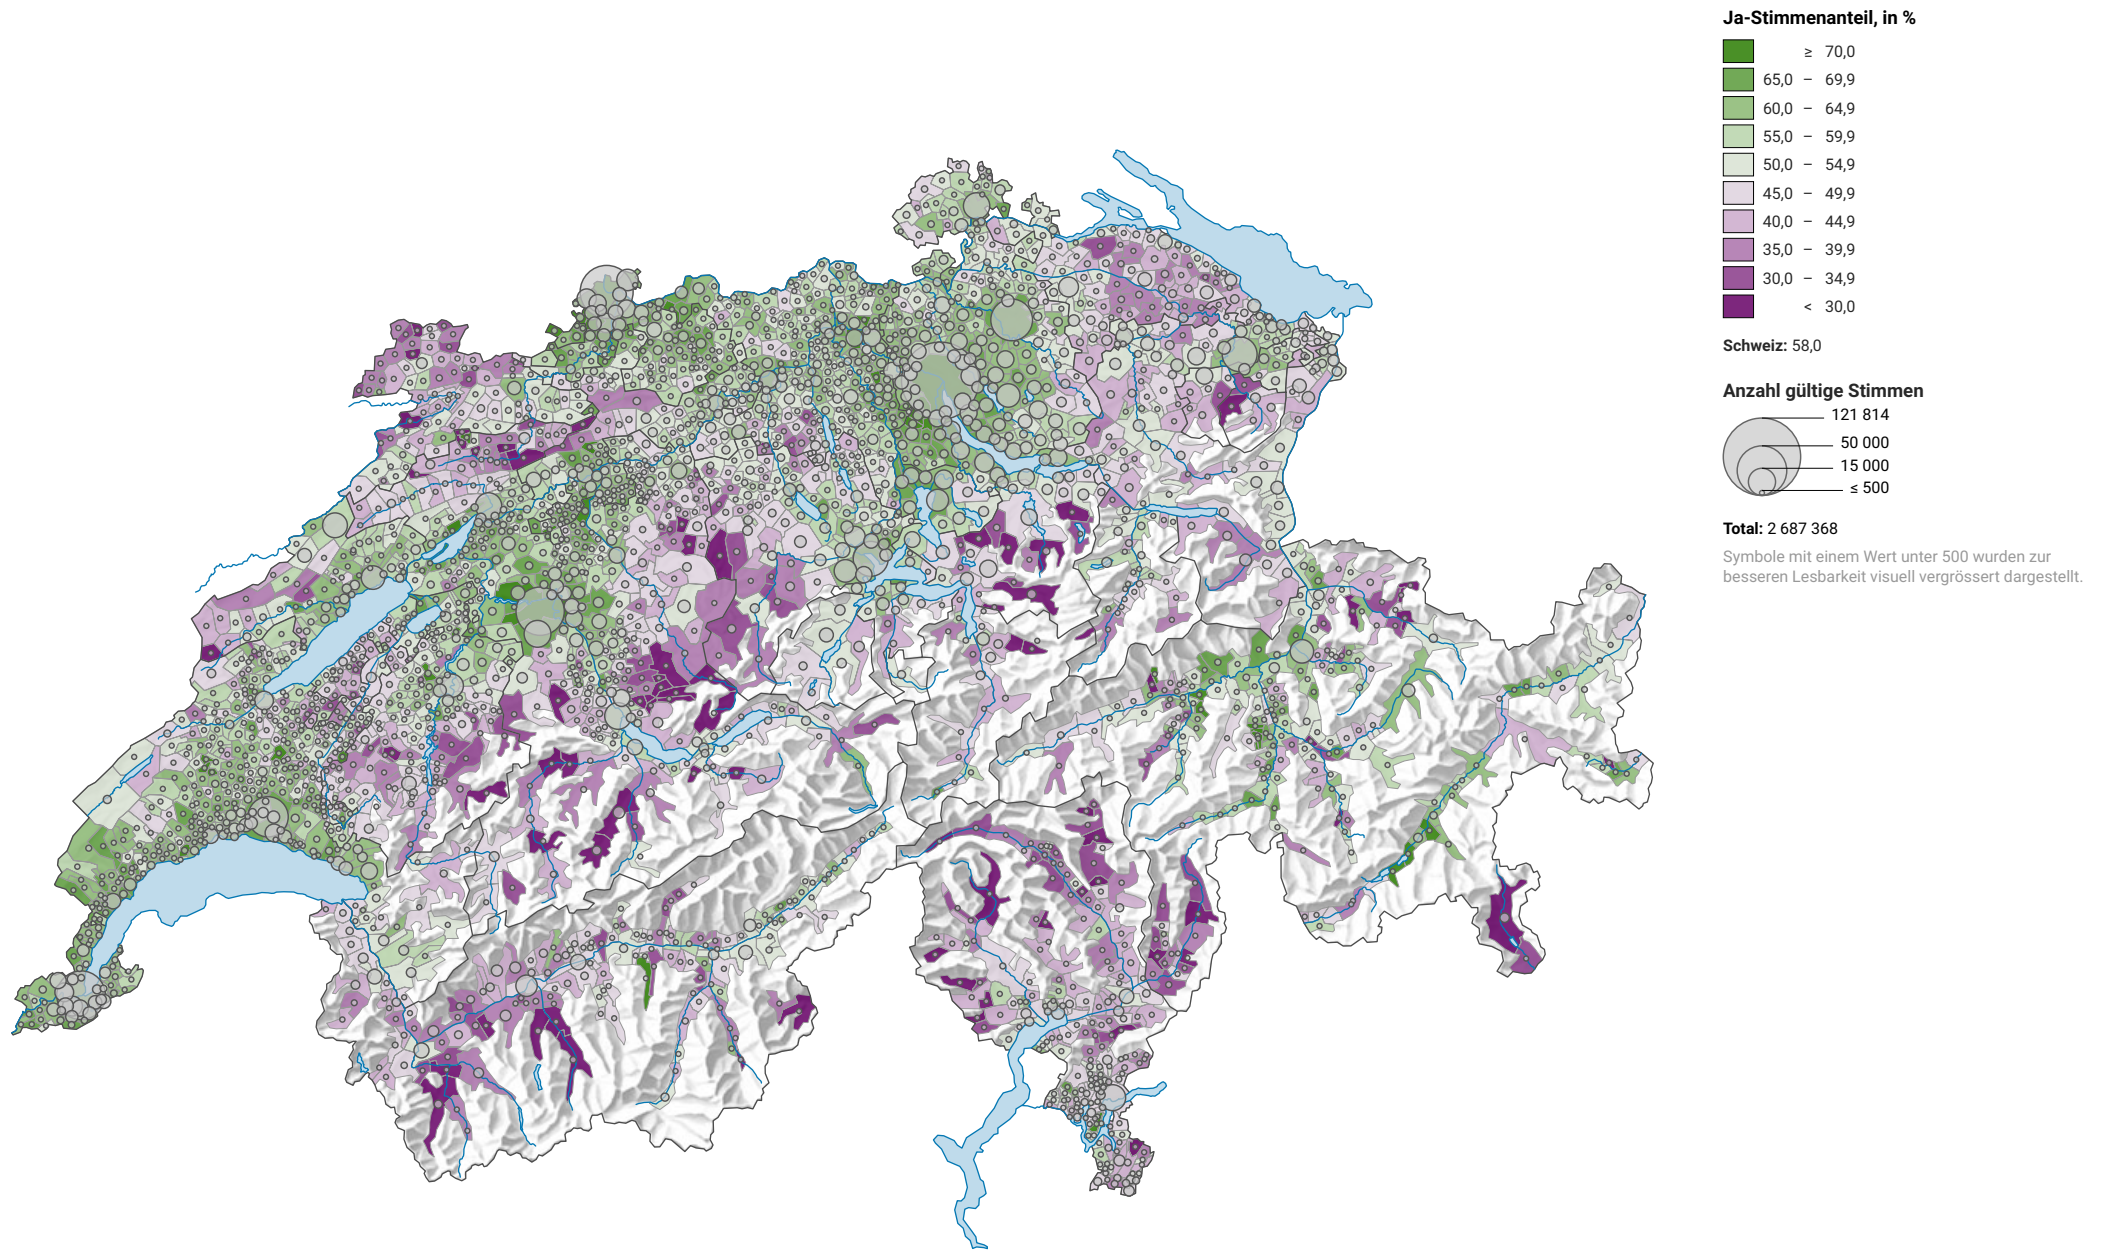 Ja-Stimmenanteil, in %
≥ 70,0
65,0 – 69,9
60,0 – 64,9
55,0 – 59,9
50,0 – 54,9
45,0 – 49,9
40,0 – 44,9
35,0 – 39,9
30,0 – 34,9
< 30,0
Schweiz: 58,0
Anzahl gültige Stimmen
121 814
50 000
15 000
≤ 500
Total: 2 687 368
Symbole mit einem Wert unter 500 wurden zur
besseren Lesbarkeit visuell vergrössert dargestellt.